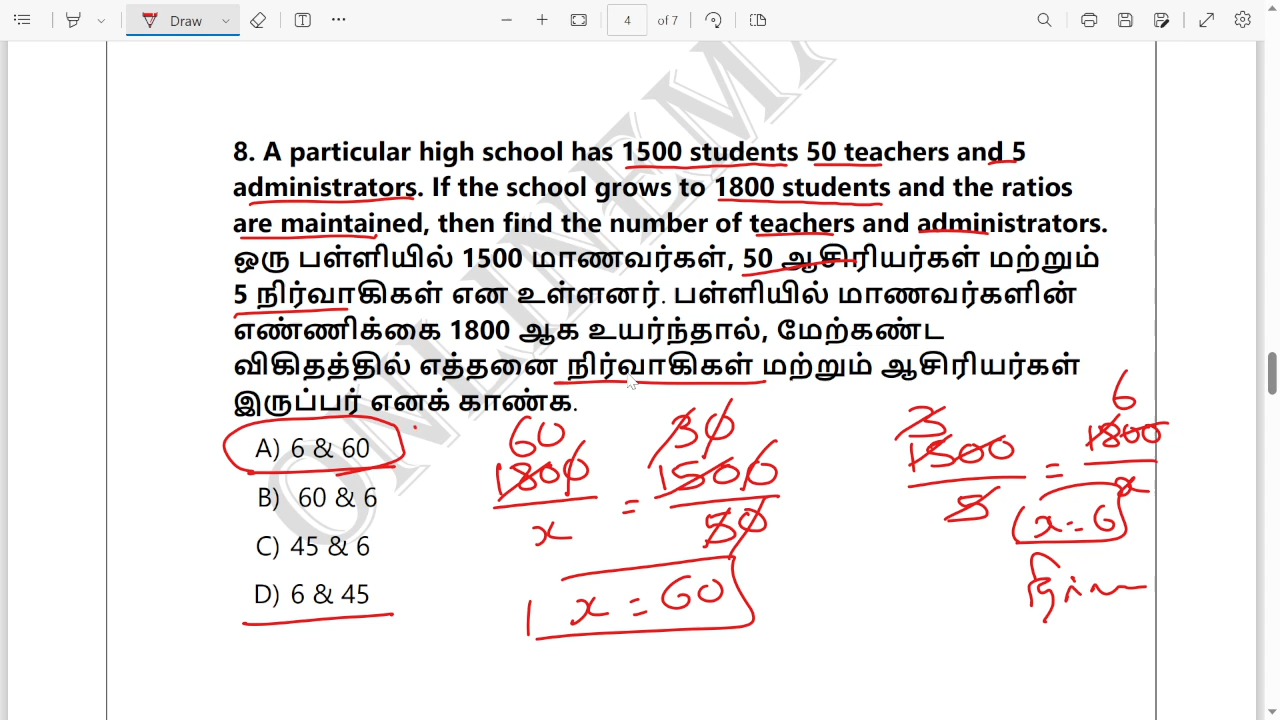 Draw
4 of 7
ONLINEMA
8. A particular high school has 1500 students 50 teachers and 5
administrators. If the school grows to 1800 students and the ratios
are maintained, then find the number of teachers and administrators.
ஒரு பள்ளியில் 1500 மாணவர்கள், 50 ஆசிரியர்கள் மற்றும்
5 நிர்வாகிகள் என உள்ளனர். பள்ளியில் மாணவர்களின்
எண்ணிக்கை 1800 ஆக உயர்ந்தால், மேற்கண்ட
விகிதத்தில் எத்தனை நிர்வாகிகள் மற்றும் ஆசிரியர்கள்
இருப்பர் எனக் காண்க.
A) 6 & 60
B) 60 & 6
C) 45 & 6
D) 6 & 45
60 30
1800 = 1500
x 50
x = 60
3 6
1500 = 1800
5 x
x = 6